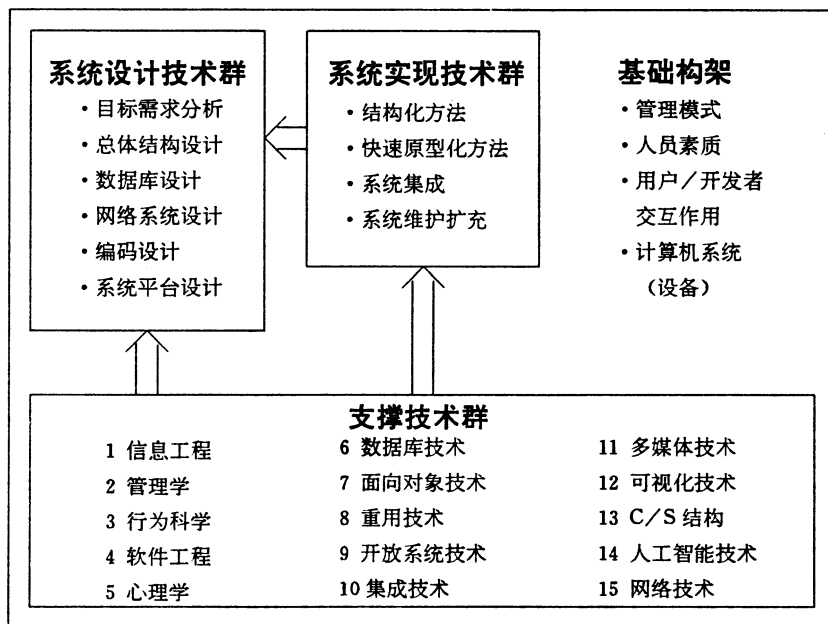 系统设计技术群
・目标需求分析
・总体结构设计
・数据库设计
・网络系统设计
・编码设计
・系统平台设计
系统实现技术群
・结构化方法
・快速原型化方法
・系统集成
・系统维护扩充
基础构架
・管理模式
・人员素质
・用户／开发者
交互作用
・计算机系统
（设备）
支撑技术群
1 信息工程
2 管理学
3 行为科学
4 软件工程
5 心理学
6 数据库技术
7 面向对象技术
8 重用技术
9 开放系统技术
10 集成技术
11 多媒体技术
12 可视化技术
13 C／S 结构
14 人工智能技术
15 网络技术